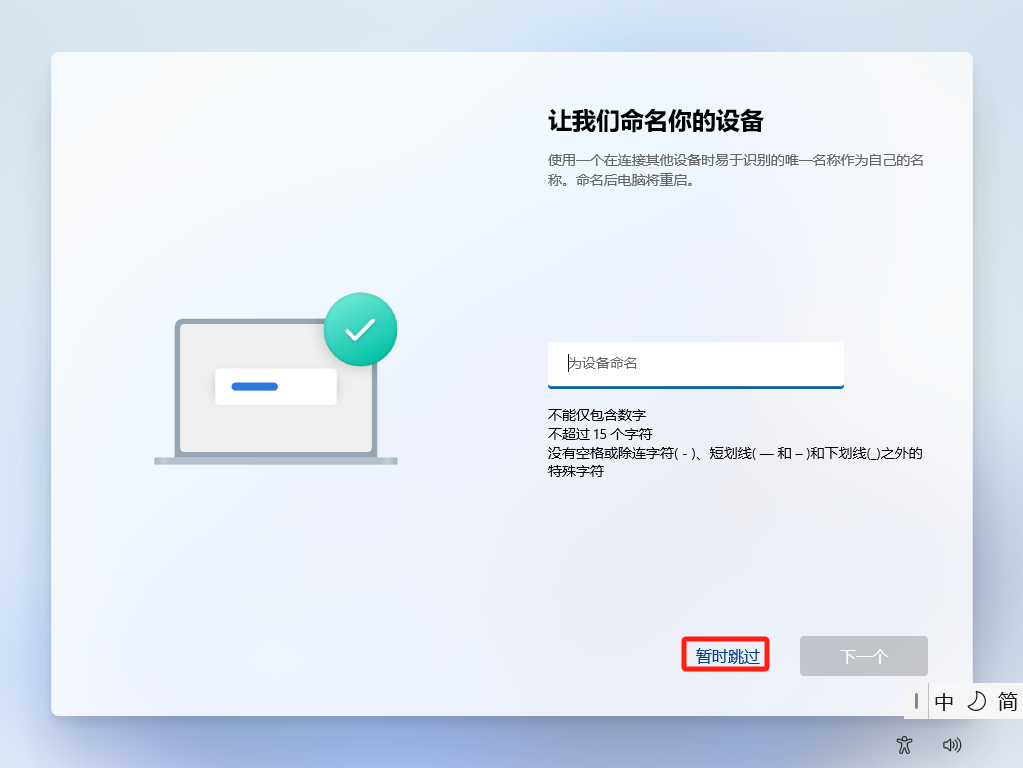 让我们命名你的设备
使用一个在连接其他设备时易于识别的唯一名称作为自己的名
称。命名后电脑将重启。
为设备命名
不能仅包含数字
不超过 15 个字符
没有空格或除连字符( - )、短划线( — 和 – )和下划线(_)之外的
特殊字符
暂时跳过
下一个
中 简